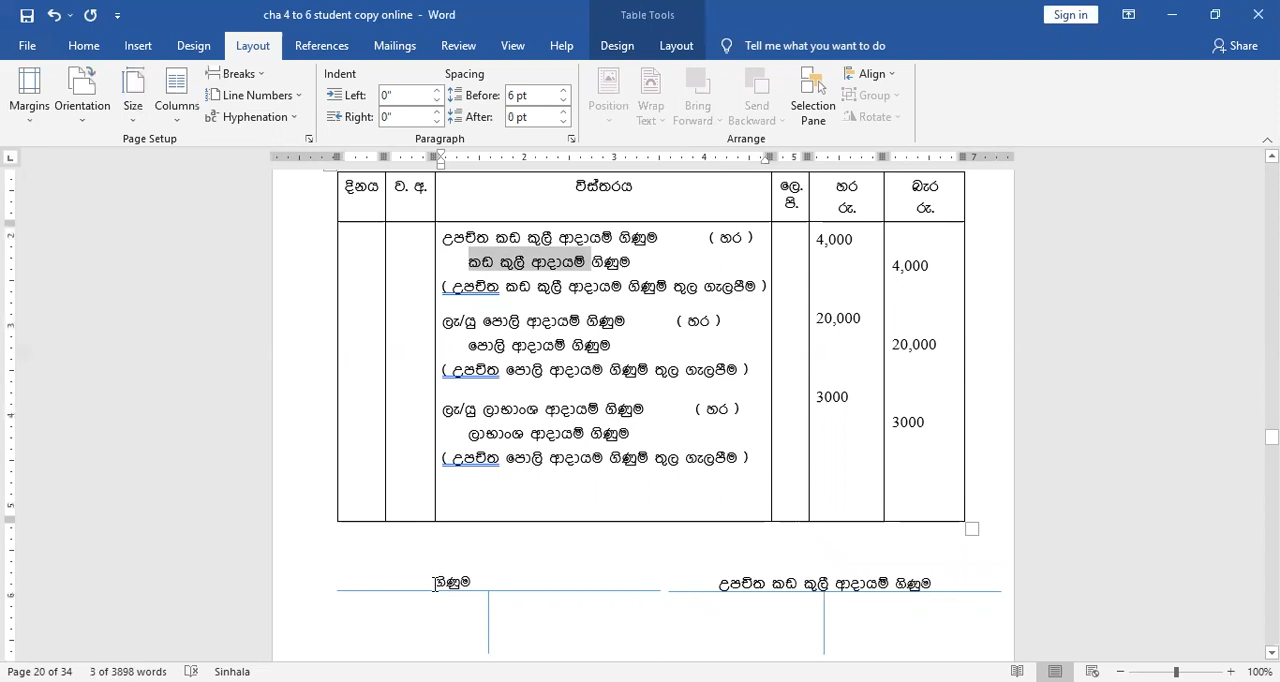 cha 4 to 6 student copy online - Word
Table Tools
Sign in
File Home Insert Design Layout References Mailings Review View Help Design Layout Tell me what you want to do Share
Margins Orientation Size Columns
Breaks
Line Numbers
Hyphenation
Page Setup
Indent
Left: 0"
Right: 0"
Spacing
Before: 6 pt
After: 0 pt
Paragraph
Position Wrap Text Bring Forward Send Backward Selection Pane
Align
Group
Rotate
Arrange
2 3 4 5 7
දිනය ව. අ. විස්තරය ලෙ. පි. හර රු. බැර රු.
උපචිත කඩ කුලී ආදායම් ගිණුම ( හර ) 4,000
කඩ කුලී ආදායම් ගිණුම 4,000
( උපචිත කඩ කුලී ආදායම ගිණුම් තුල ගැලපීම )
ලැ/යු පොලි ආදායම් ගිණුම ( හර ) 20,000
පොලි ආදායම් ගිණුම 20,000
( උපචිත පොලි ආදායම ගිණුම් තුල ගැලපීම )
ලැ/යු ලාභාංශ ආදායම් ගිණුම ( හර ) 3000
ලාභාංශ ආදායම් ගිණුම 3000
( උපචිත පොලි ආදායම ගිණුම් තුල ගැලපීම )
ගිණුම උපචිත කඩ කුලී ආදායම් ගිණුම
Page 20 of 34 3 of 3898 words Sinhala 100%